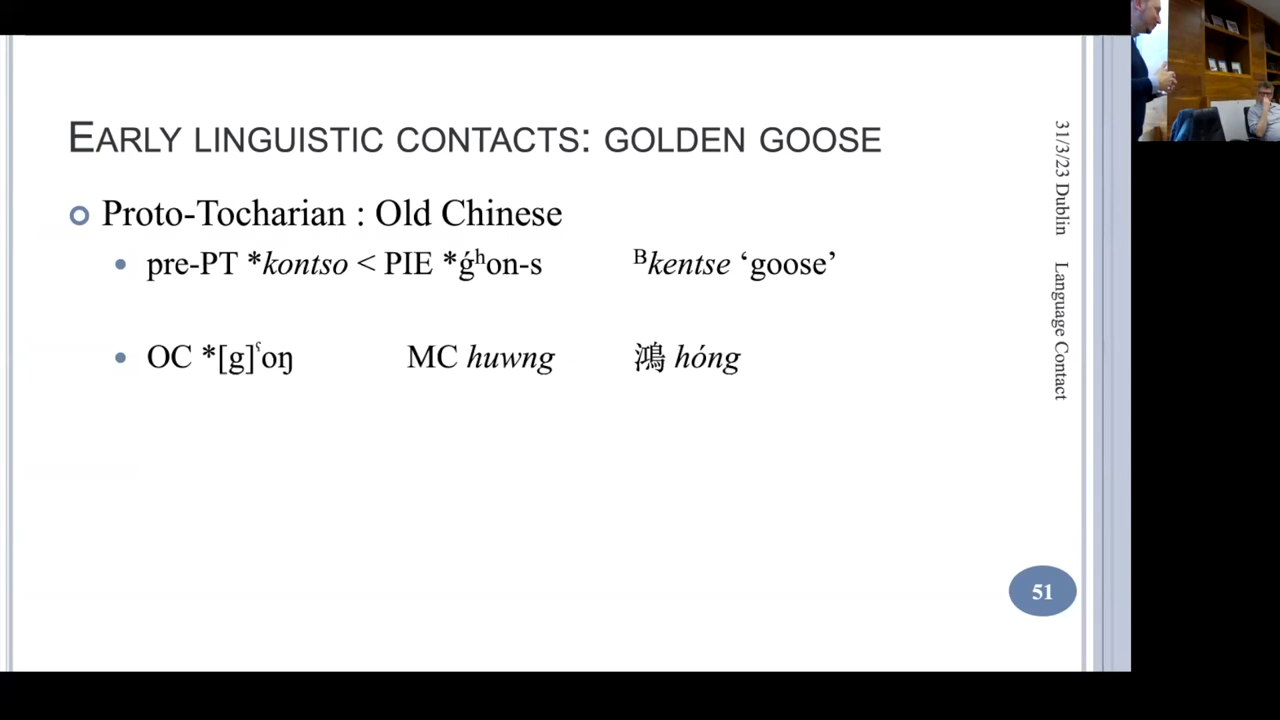 EARLY LINGUISTIC CONTACTS: GOLDEN GOOSE
Proto-Tocharian : Old Chinese
pre-PT *kontso < PIE *ǵʰon-s ᴮkentse ‘goose’
OC *[g]ˤoŋ MC huwng 鴻 hóng
31/3/23 Dublin Language Contact
51